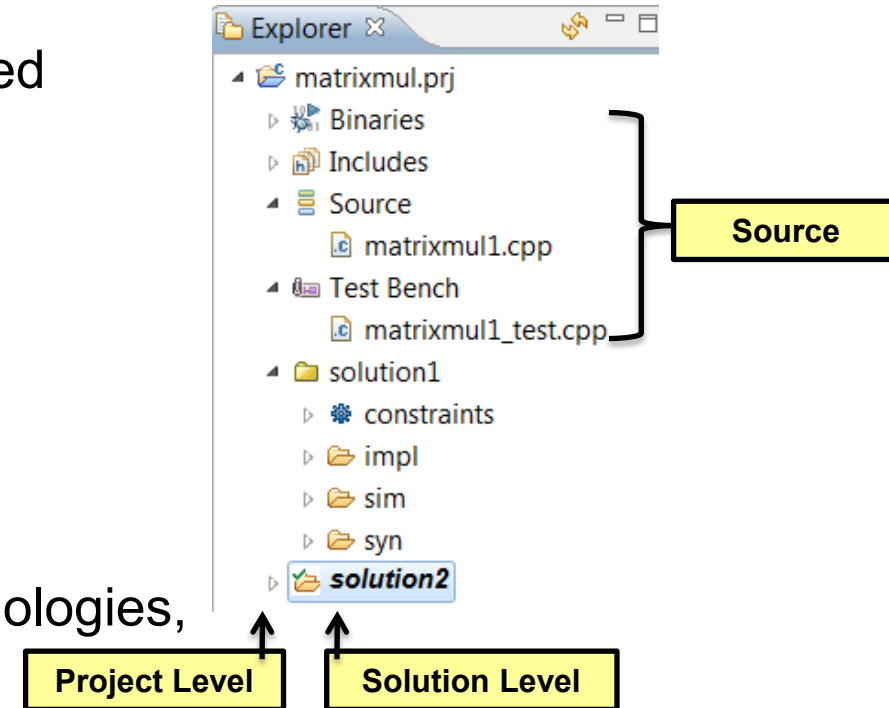 Explorer
ed
matrixmul.prj
Binaries
Includes
Source
matrixmul1.cpp
Source
Test Bench
matrixmul1_test.cpp
solution1
constraints
impl
sim
syn
solution2
ologies,
Project Level
Solution Level